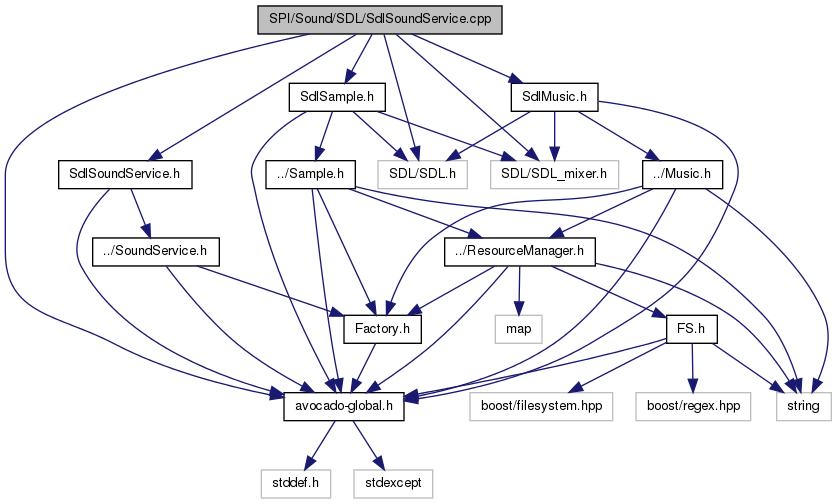 SPI/Sound/SDL/SdlSoundService.cpp
SdlSample.h
SdlMusic.h
SdlSoundService.h
../Sample.h
SDL/SDL.h
SDL/SDL_mixer.h
../Music.h
../SoundService.h
../ResourceManager.h
Factory.h
map
FS.h
avocado-global.h
boost/filesystem.hpp
boost/regex.hpp
string
stddef.h
stdexcept